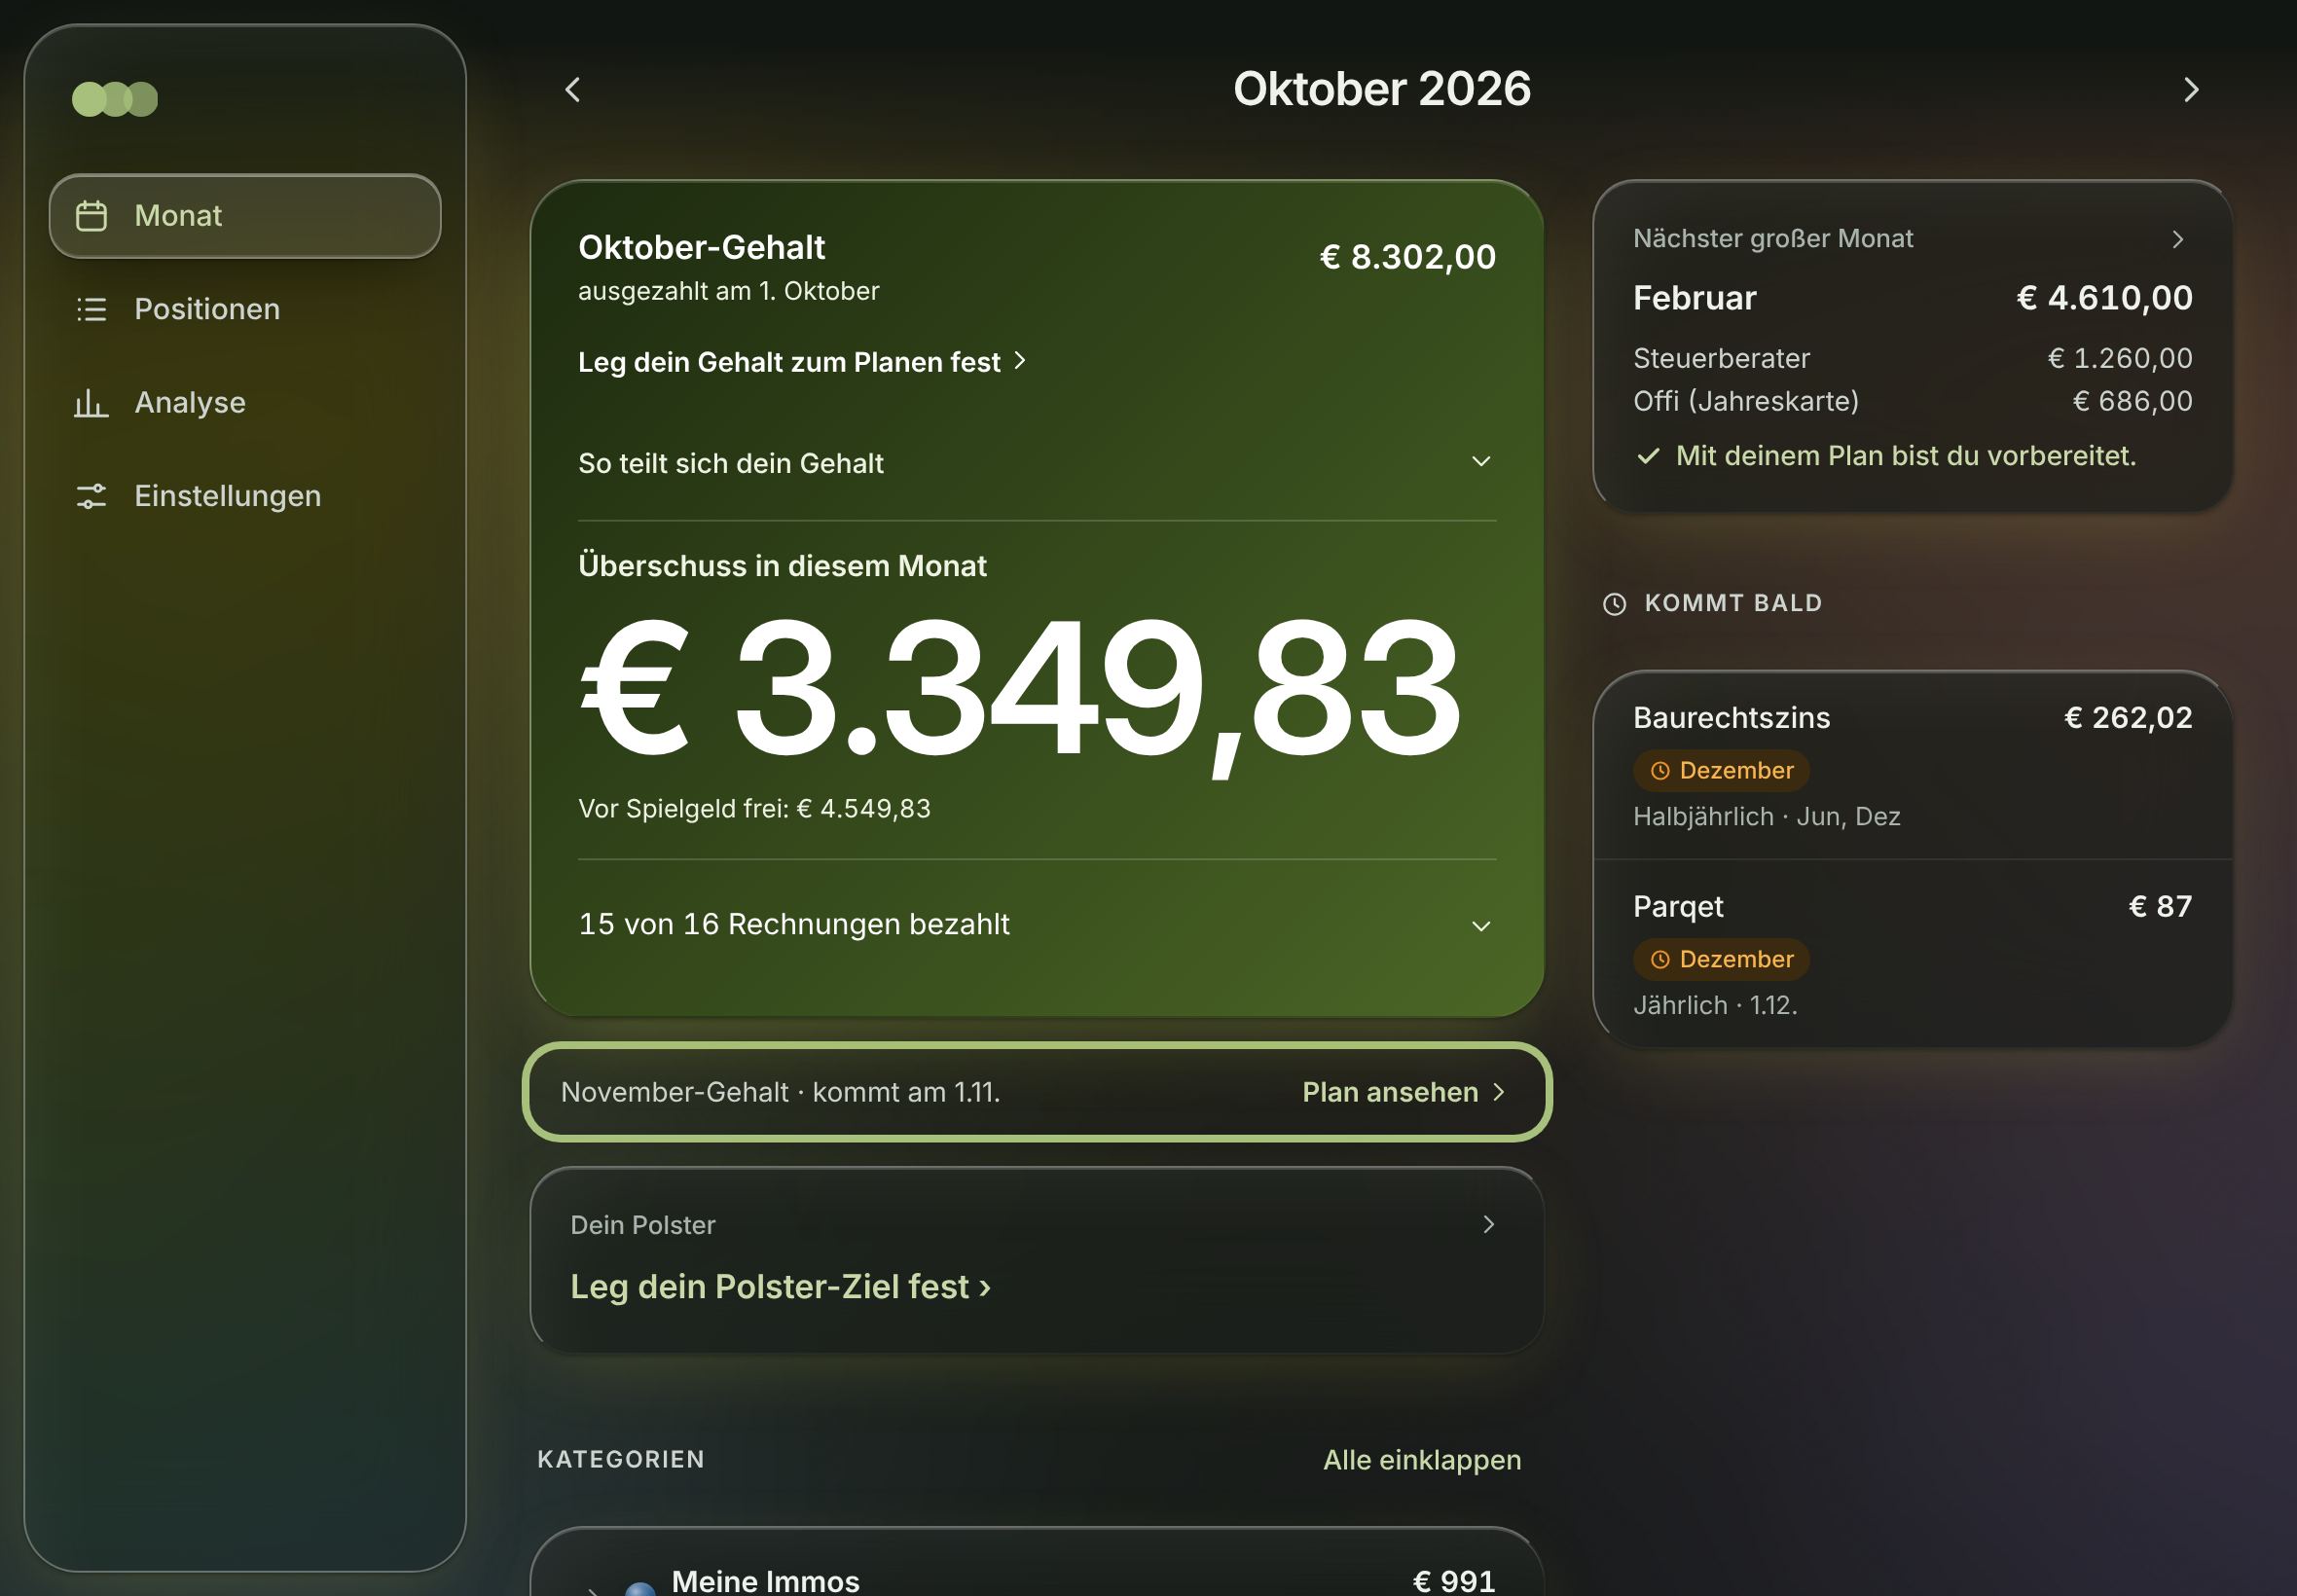 Monat
Positionen
Analyse
Einstellungen
Oktober 2026
Oktober-Gehalt
€ 8.302,00
ausgezahlt am 1. Oktober
Leg dein Gehalt zum Planen fest
So teilt sich dein Gehalt
Überschuss in diesem Monat
€ 3.349,83
Vor Spielgeld frei: € 4.549,83
15 von 16 Rechnungen bezahlt
November-Gehalt · kommt am 1.11.
Plan ansehen
Dein Polster
Leg dein Polster-Ziel fest ›
KATEGORIEN
Alle einklappen
Meine Immos
€ 991
Nächster großer Monat
Februar
€ 4.610,00
Steuerberater
€ 1.260,00
Offi (Jahreskarte)
€ 686,00
Mit deinem Plan bist du vorbereitet.
KOMMT BALD
Baurechtszins
€ 262,02
Dezember
Halbjährlich · Jun, Dez
Parqet
€ 87
Dezember
Jährlich · 1.12.